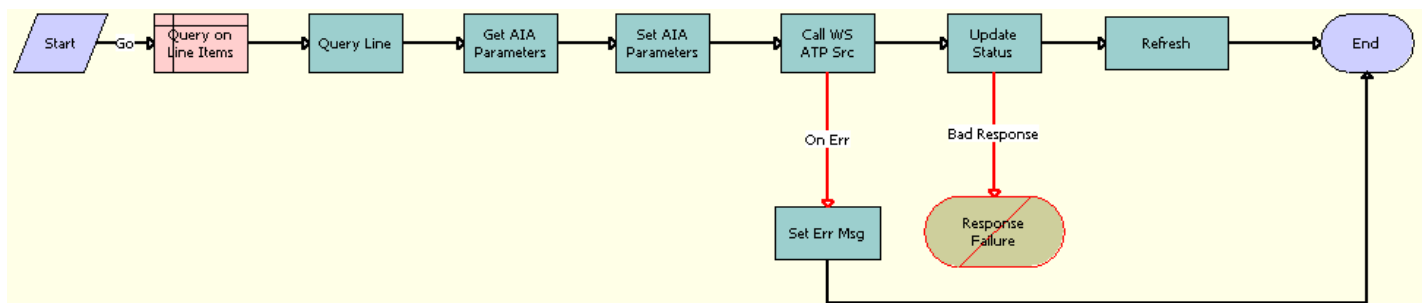 Start
Go
Query on
Line Items
Query Line
Get AIA
Parameters
Set AIA
Parameters
Call WS
ATP Src
Update
Status
Refresh
End
On Err
Bad Response
Set Err Msg
Response
Failure